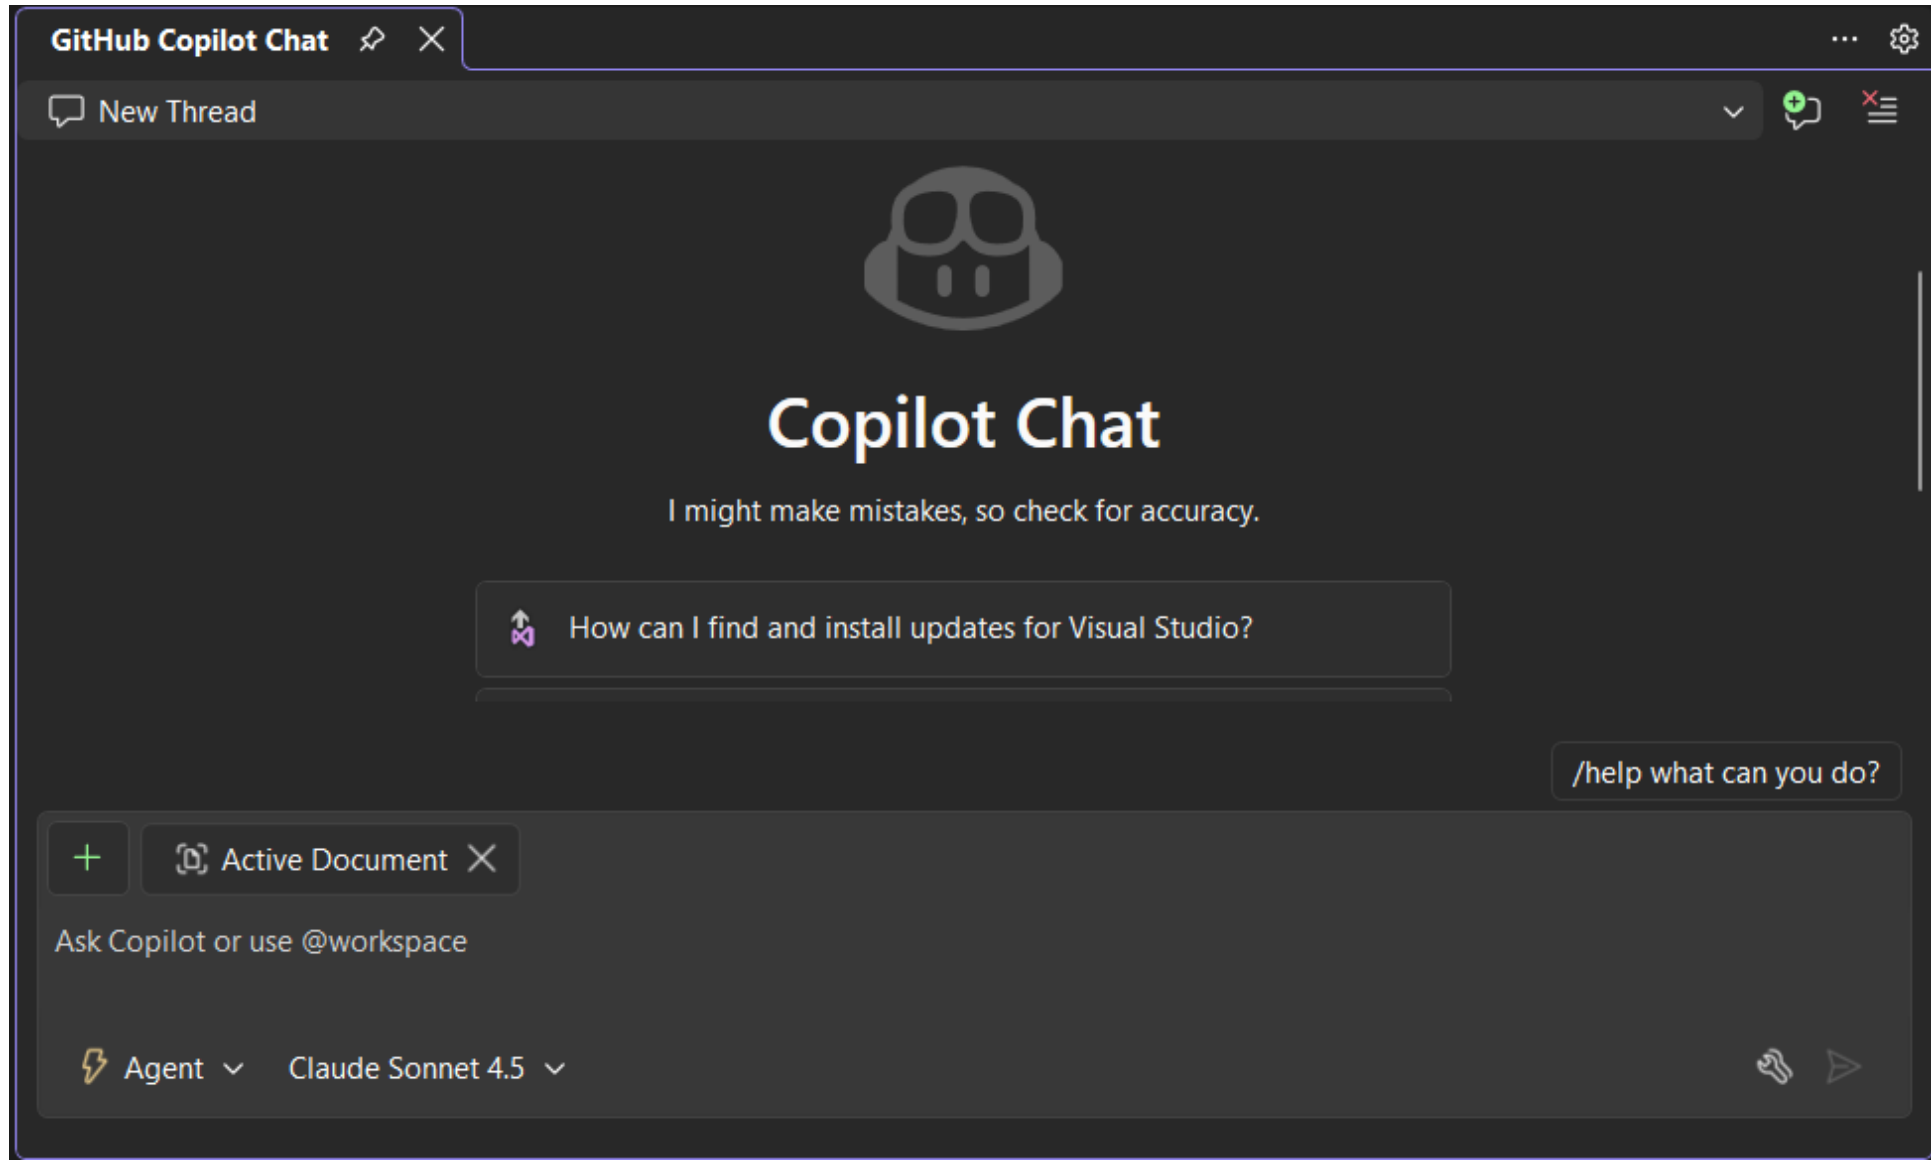 GitHub Copilot Chat
New Thread
Copilot Chat
I might make mistakes, so check for accuracy.
How can I find and install updates for Visual Studio?
/help what can you do?
Active Document
Ask Copilot or use @workspace
Agent
Claude Sonnet 4.5